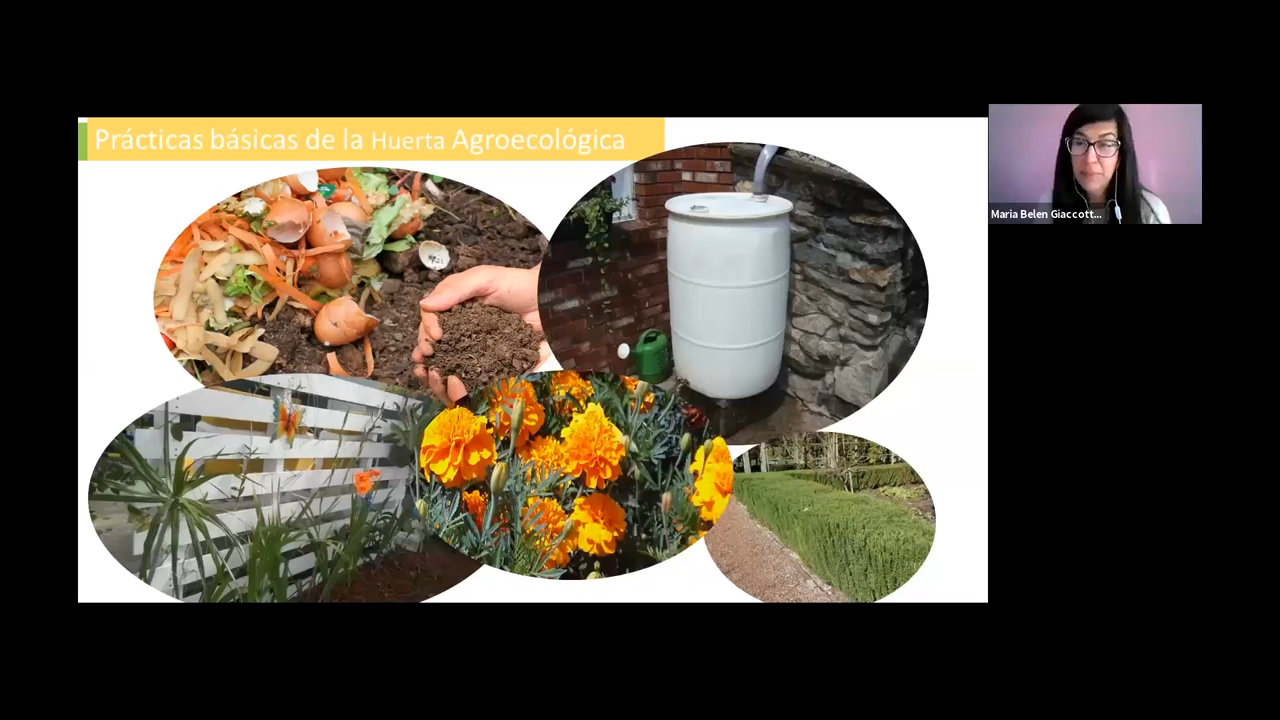 Prácticas básicas de la Huerta Agroecológica
Maria Belen Giaccott...